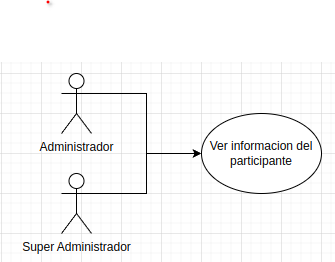 Administrador
Ver informacion del
participante
Super Administrador